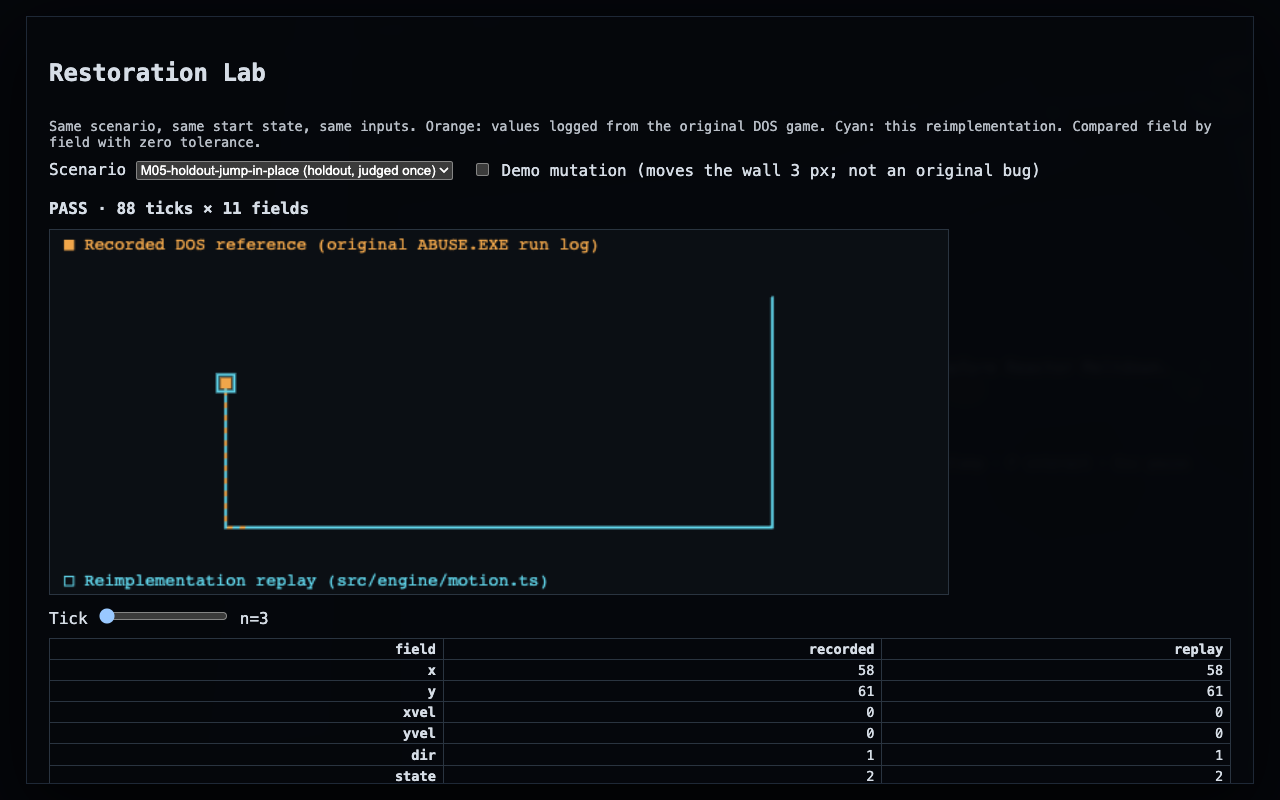 Restoration Lab
Same scenario, same start state, same inputs. Orange: values logged from the original DOS game. Cyan: this reimplementation. Compared field by
field with zero tolerance.
Scenario M05-holdout-jump-in-place (holdout, judged once) Demo mutation (moves the wall 3 px; not an original bug)
PASS · 88 ticks × 11 fields
Recorded DOS reference (original ABUSE.EXE run log)
Reimplementation replay (src/engine/motion.ts)
Tick n=3
field recorded replay
x 58 58
y 61 61
xvel 0 0
yvel 0 0
dir 1 1
state 2 2